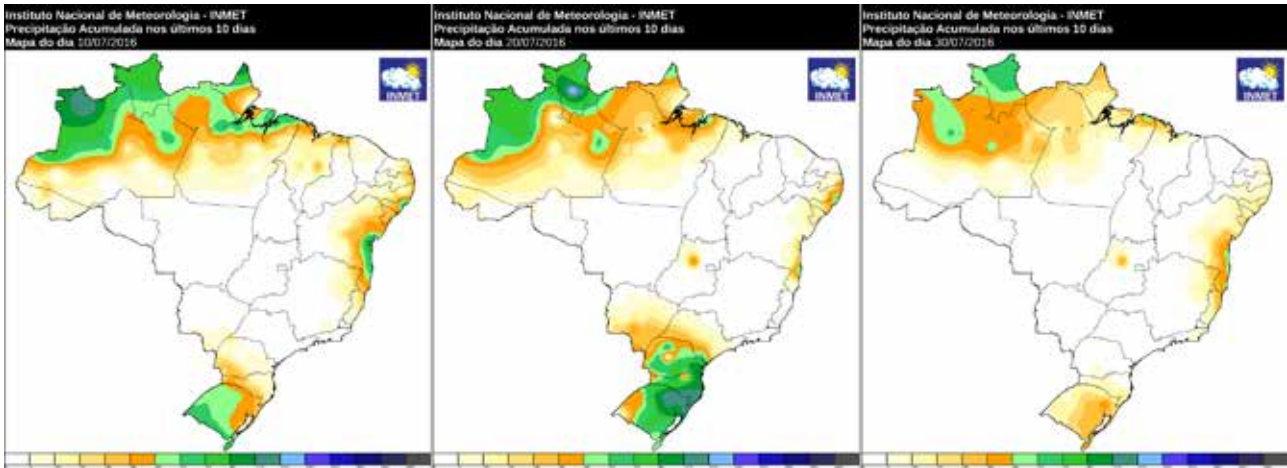 Instituto Nacional de Meteorologia - INMET
Precipitação Acumulada nos últimos 10 dias
Mapa do dia 10/07/2016
INMET
Instituto Nacional de Meteorologia - INMET
Precipitação Acumulada nos últimos 10 dias
Mapa do dia 20/07/2016
INMET
Instituto Nacional de Meteorologia - INMET
Precipitação Acumulada nos últimos 10 dias
Mapa do dia 30/07/2016
INMET